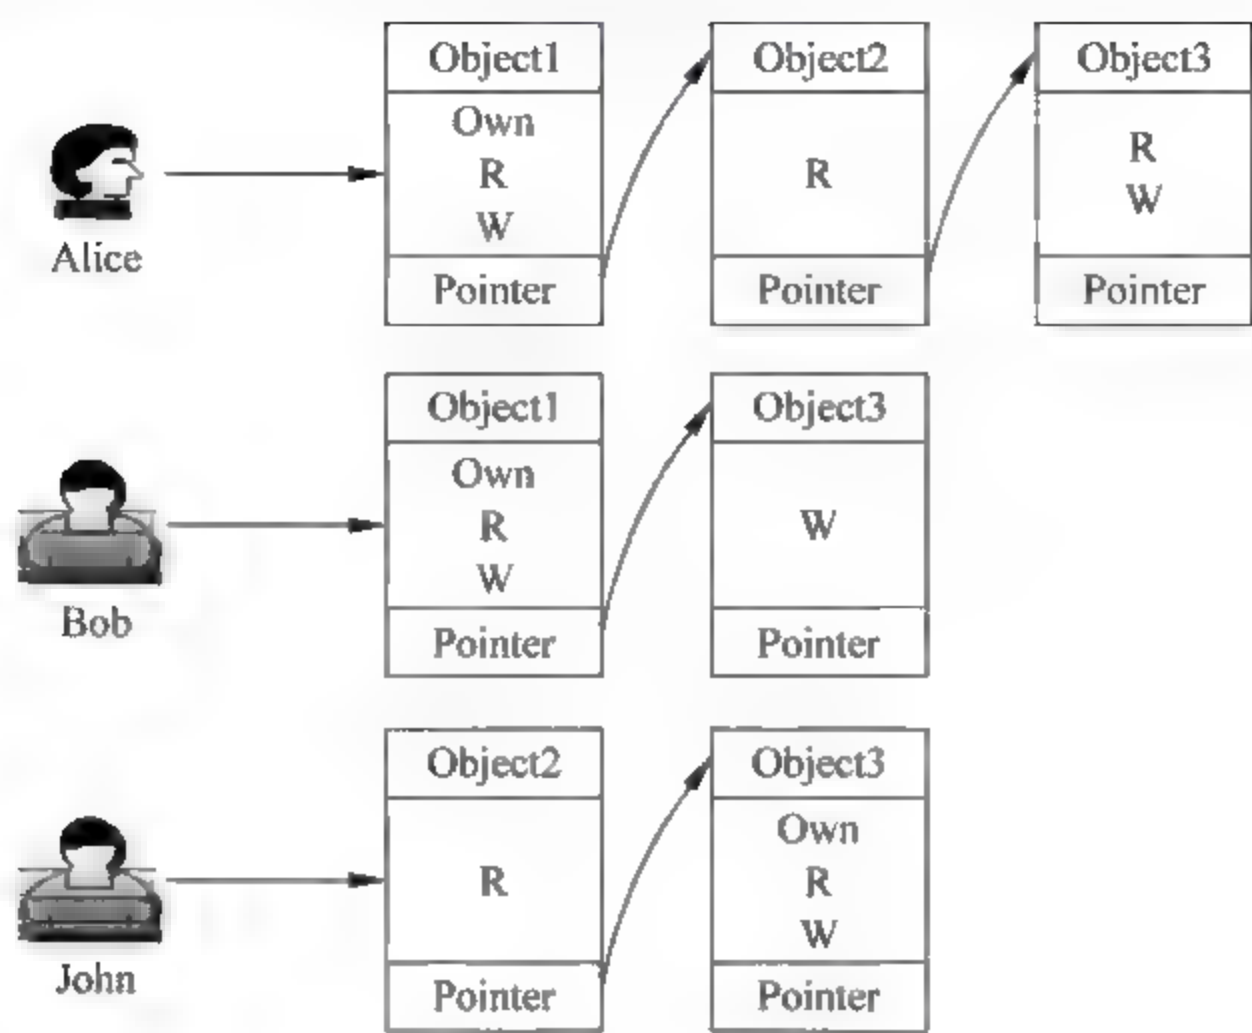 Object1
Object2
Object3
Own
R
W
R
R
W
Alice
Pointer
Pointer
Pointer
Object1
Object3
Own
R
W
W
Bob
Pointer
Pointer
Object2
Object3
R
Own
R
W
John
Pointer
Pointer